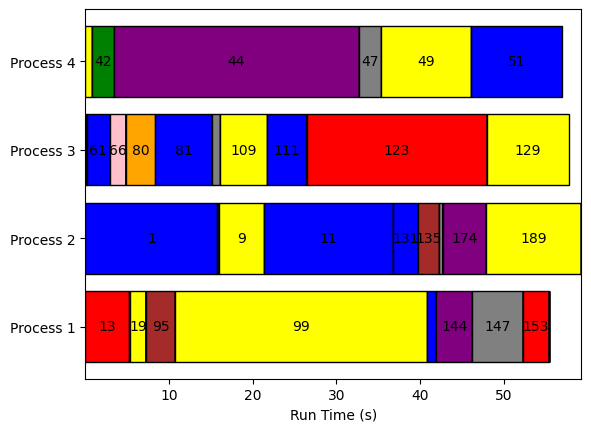 Process 4 42 44 47 49 51
Process 3 61 66 80 81 109 111 123 129
Process 2 1 9 11 131 135 174 189
Process 1 13 19 95 99 144 147 153
10 20 30 40 50
Run Time (s)